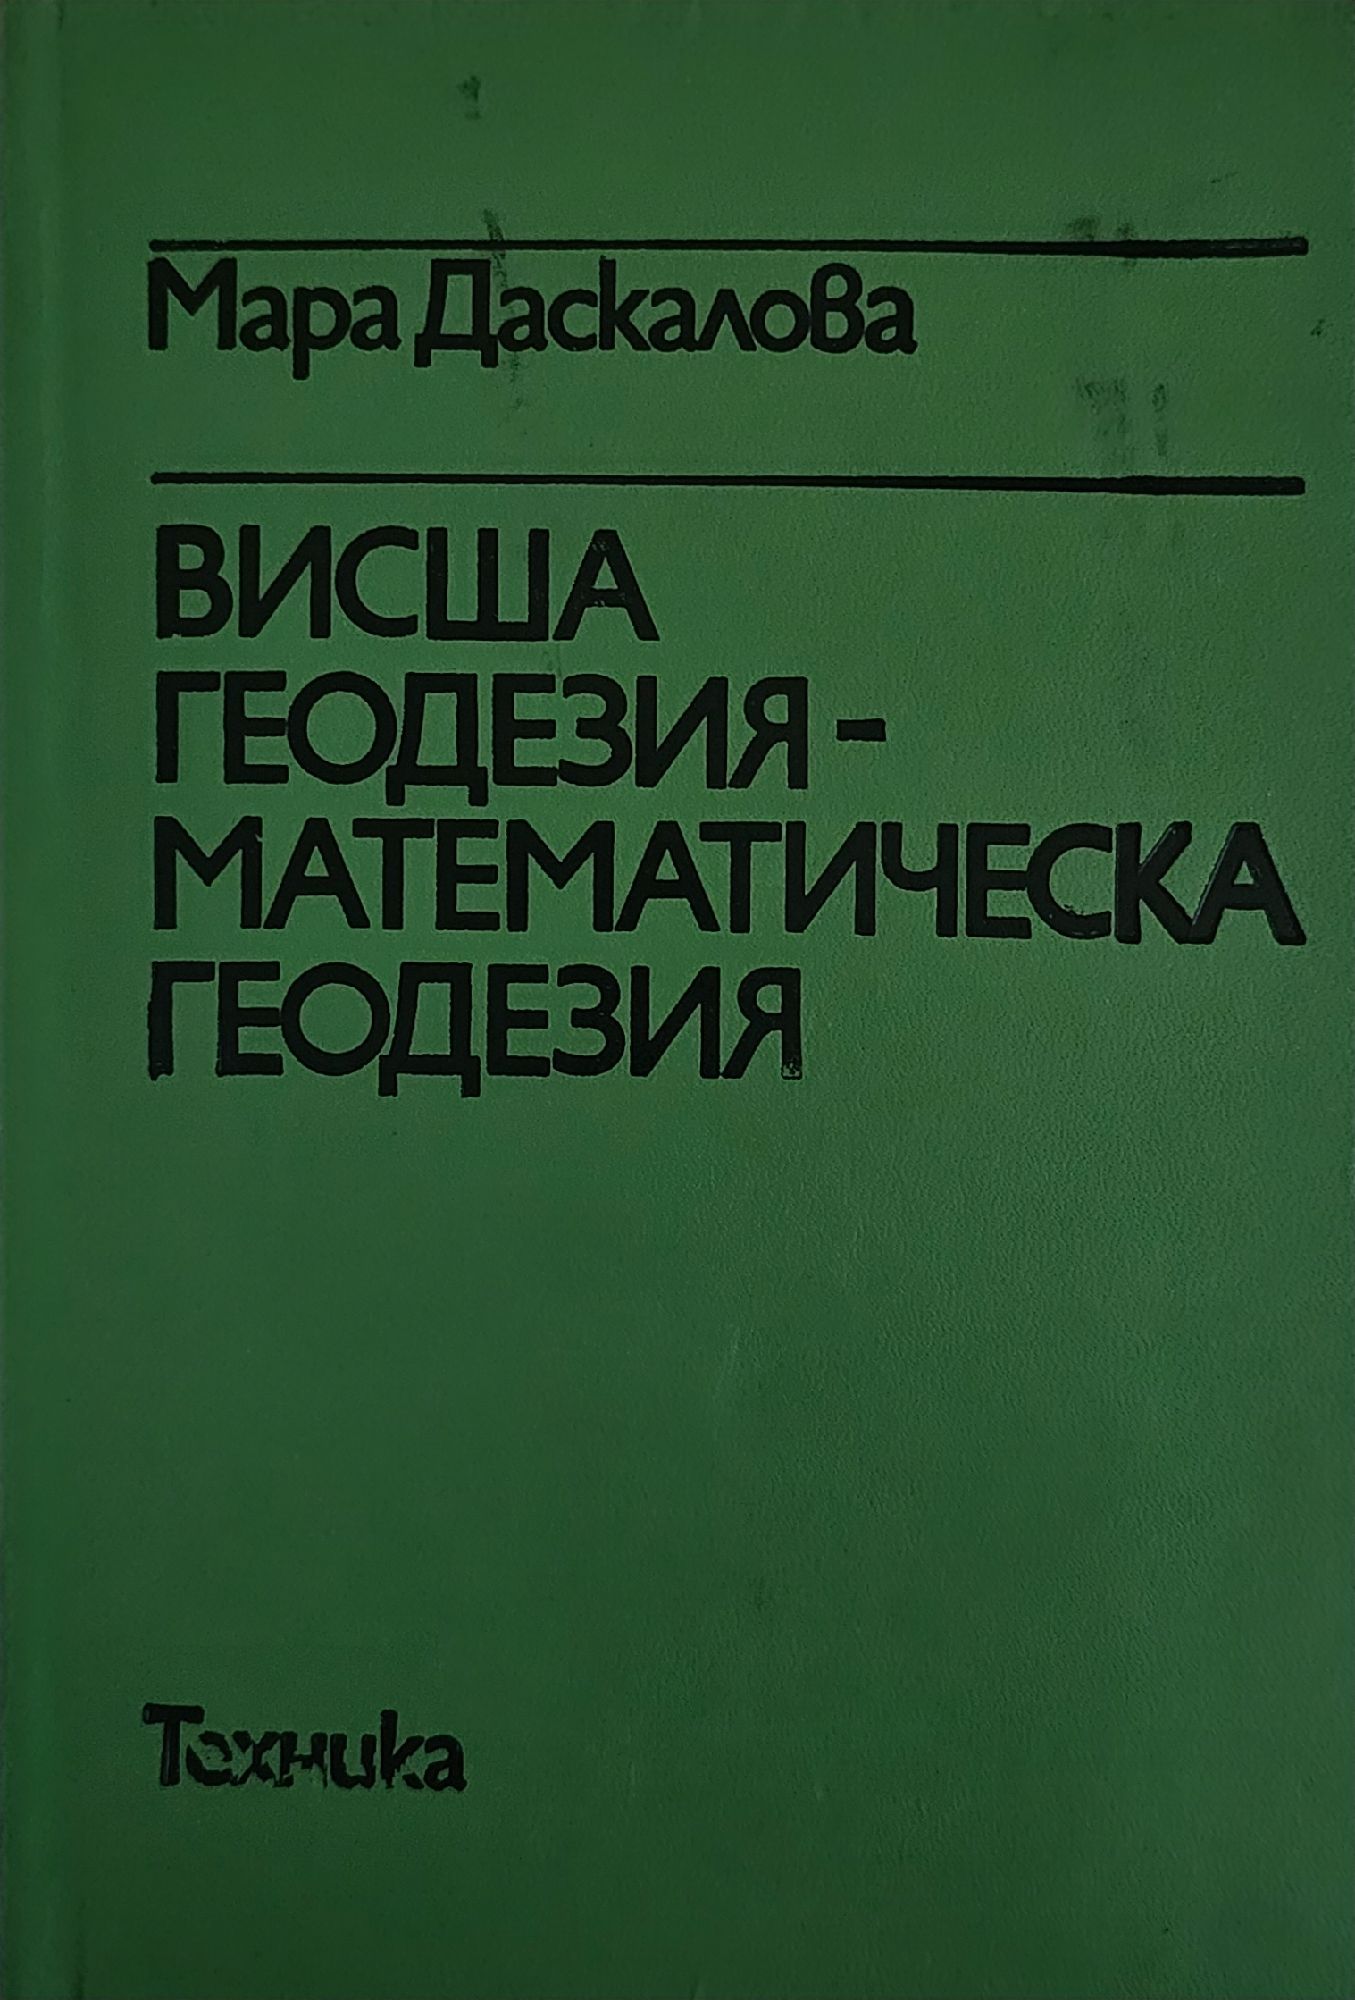 Мара Даскалова
ВИСША
ГЕОДЕЗИЯ-
МАТЕМАТИЧЕСКА
ГЕОДЕЗИЯ
Техника